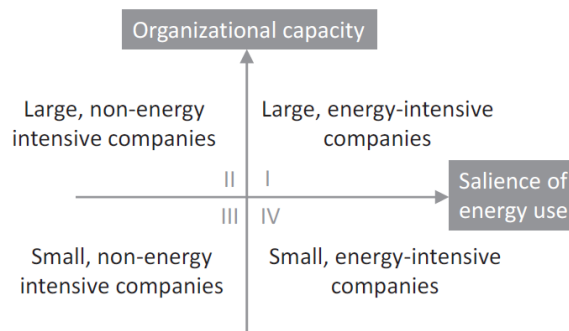 Organizational capacity
Large, non-energy
intensive companies
Large, energy-intensive
companies
II
I
Salience of
energy use
III
IV
Small, non-energy
intensive companies
Small, energy-intensive
companies